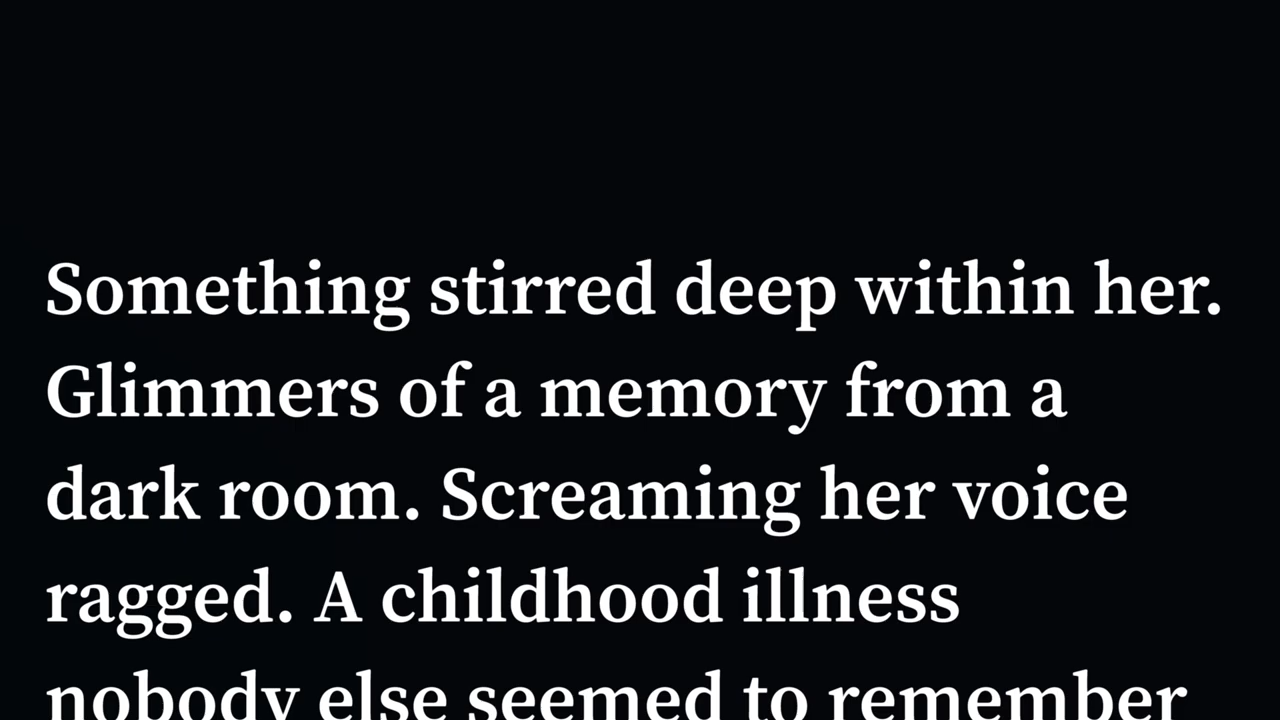 Something stirred deep within her.
Glimmers of a memory from a
dark room. Screaming her voice
ragged. A childhood illness
nobody else seemed to remember